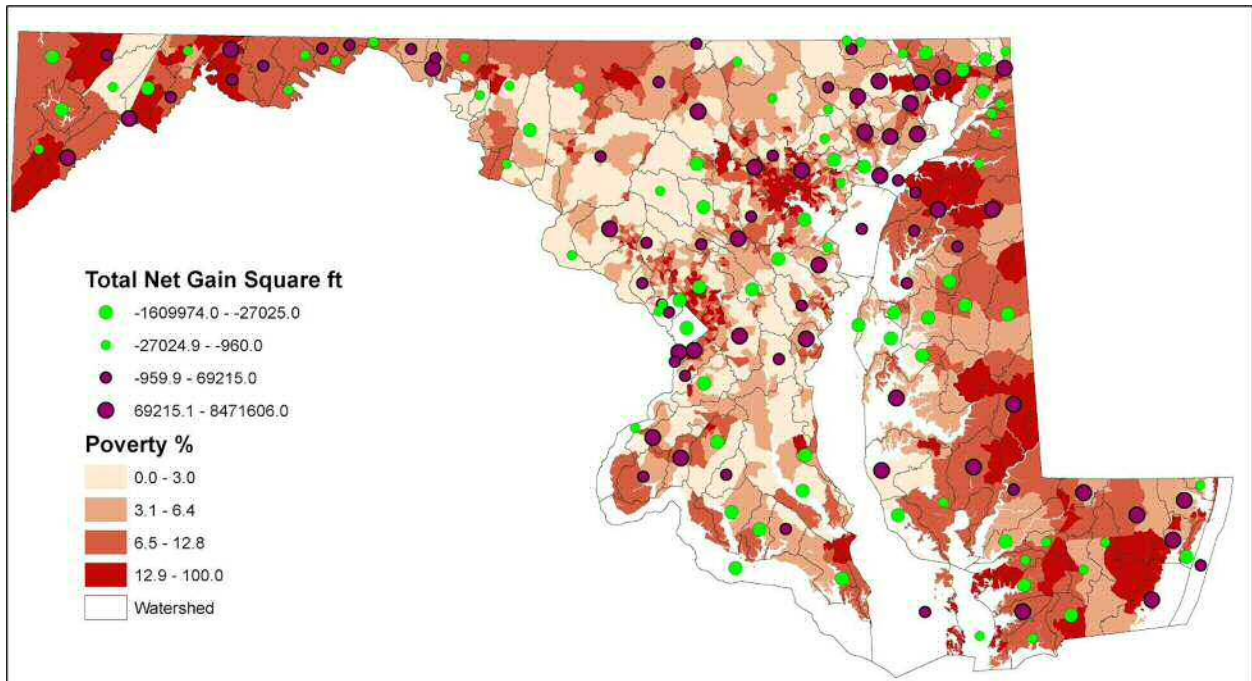 Total Net Gain Square ft
-1609974.0 - -27025.0
-27024.9 - -960.0
-959.9 - 69215.0
69215.1 - 8471606.0
Poverty %
0.0 - 3.0
3.1 - 6.4
6.5 - 12.8
12.9 - 100.0
Watershed